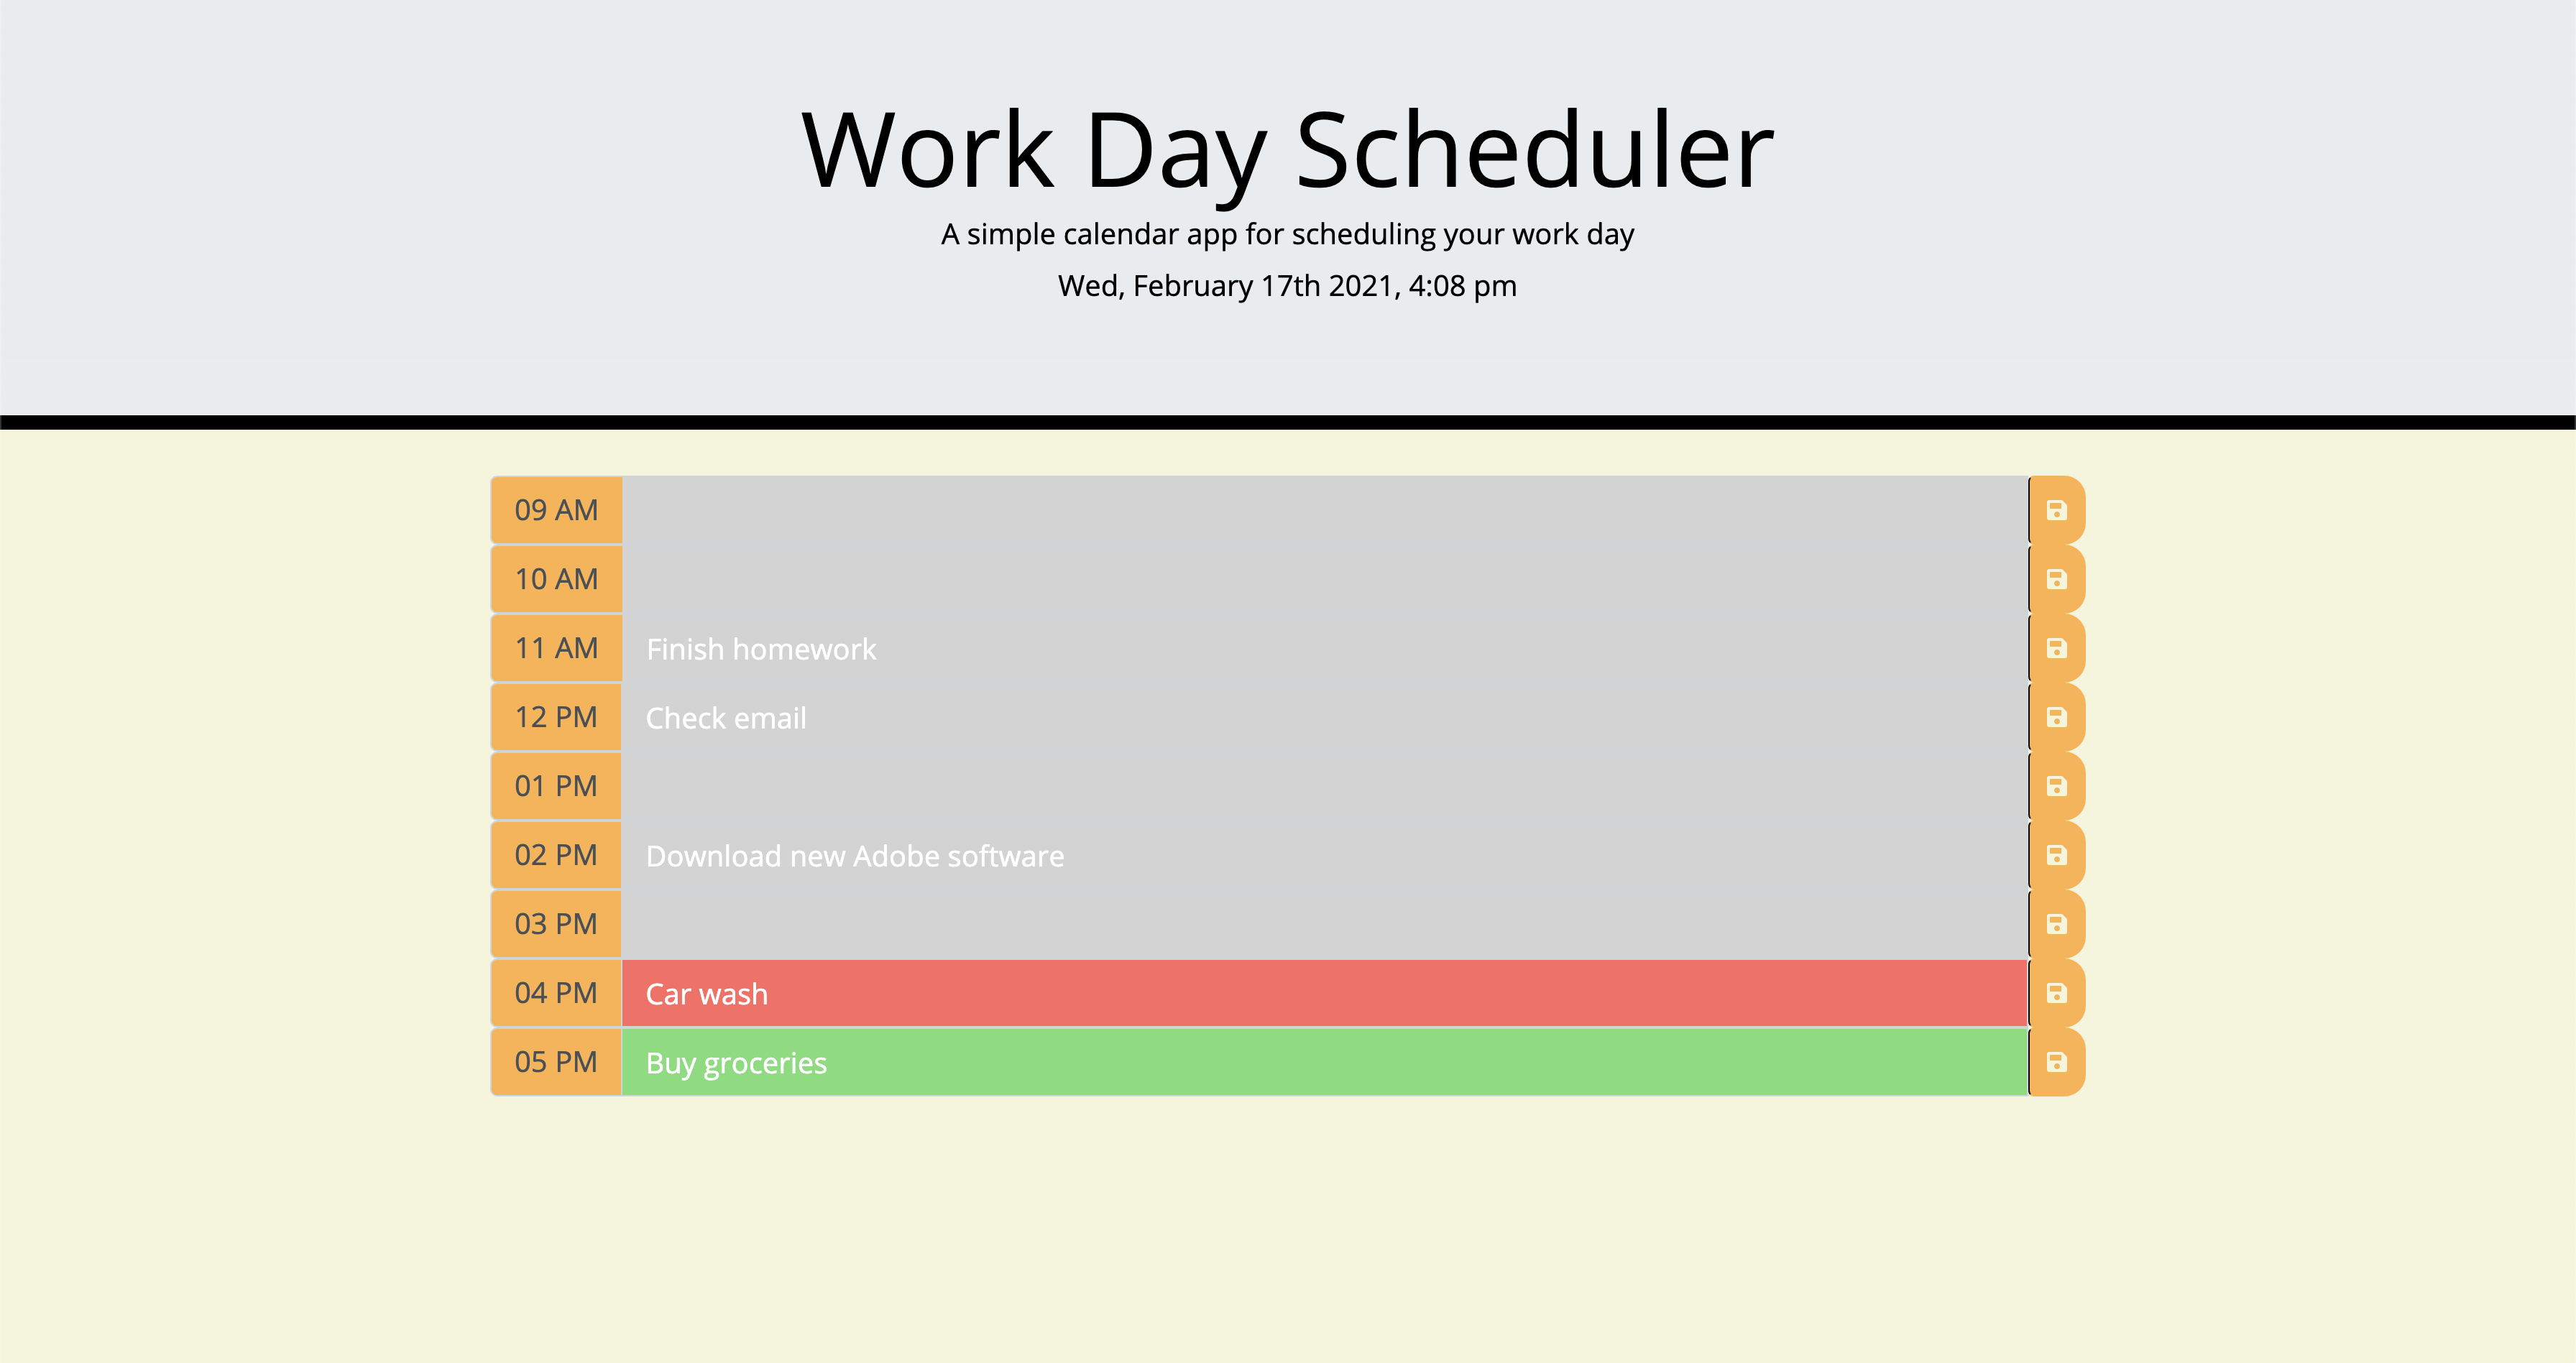 Work Day Scheduler
A simple calendar app for scheduling your work day
Wed, February 17th 2021, 4:08 pm
09 AM
10 AM
11 AM Finish homework
12 PM Check email
01 PM
02 PM Download new Adobe software
03 PM
04 PM Car wash
05 PM Buy groceries